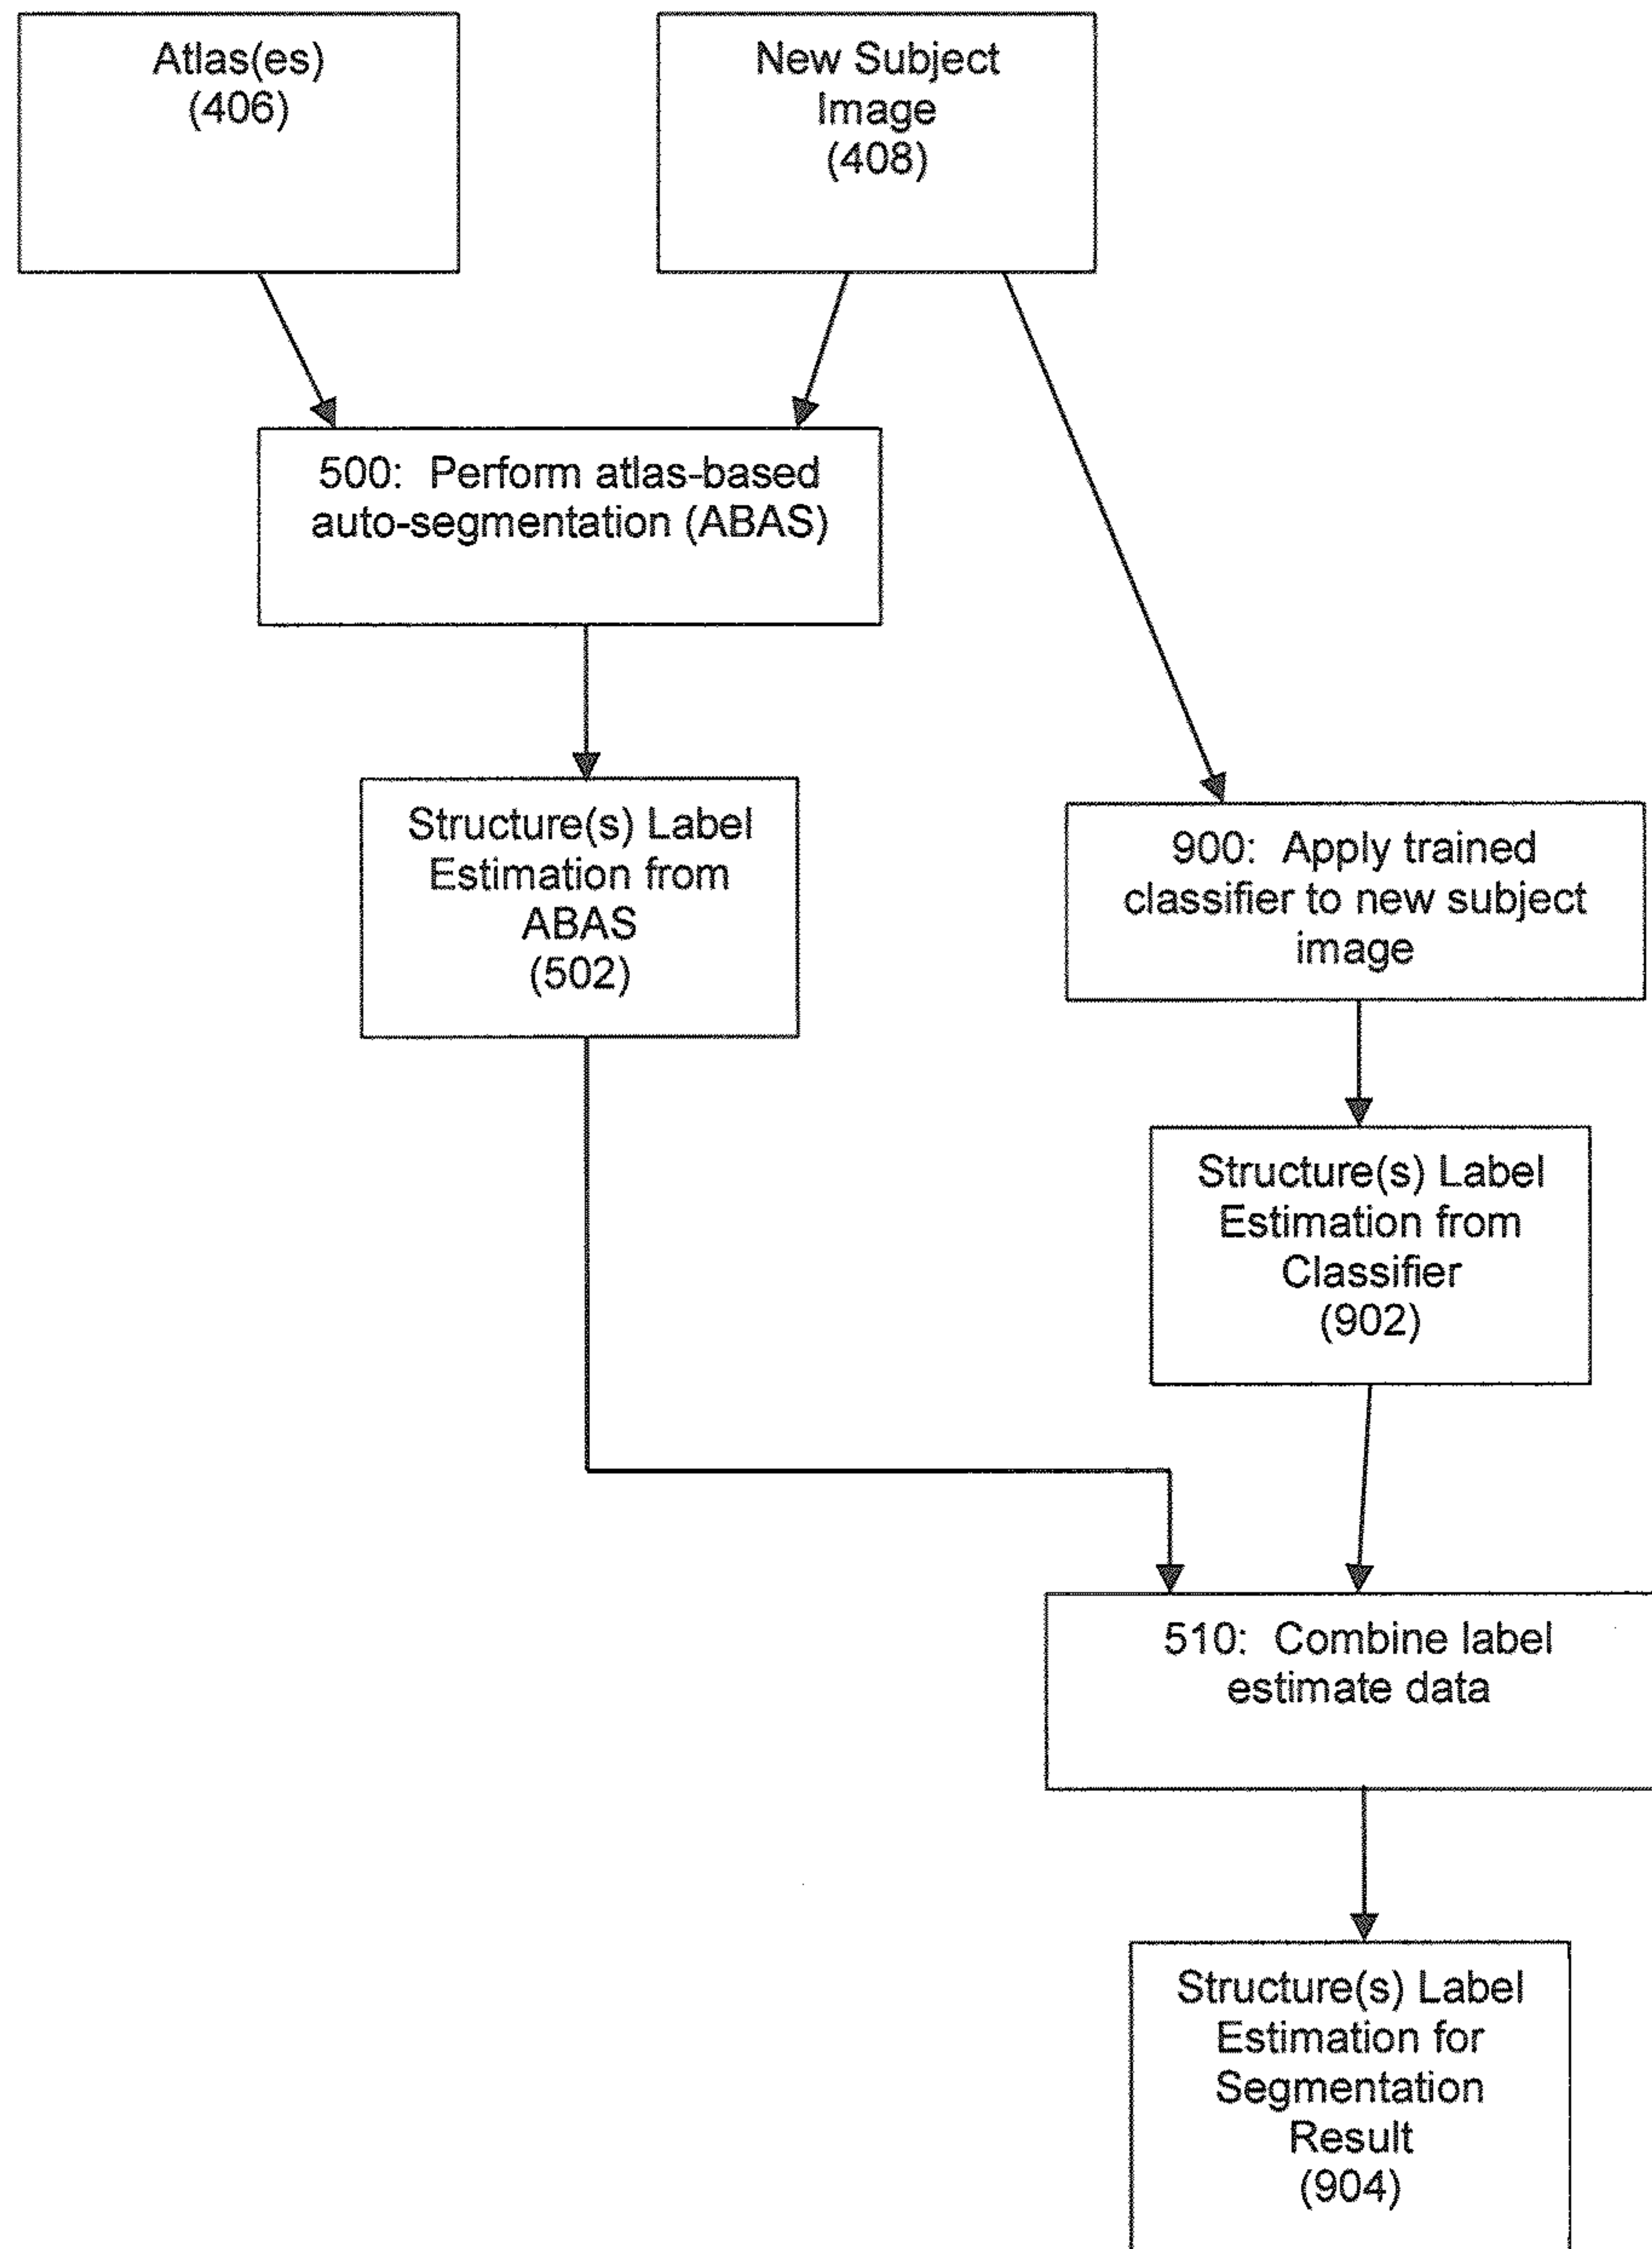 Atlas(es)
(406)
New Subject
Image
(408)
500: Perform atlas-based
auto-segmentation (ABAS)
Structure(s) Label
Estimation from
ABAS
(502)
900: Apply trained
classifier to new subject
image
Structure(s) Label
Estimation from
Classifier
(902)
510: Combine label
estimate data
Structure(s) Label
Estimation for
Segmentation
Result
(904)